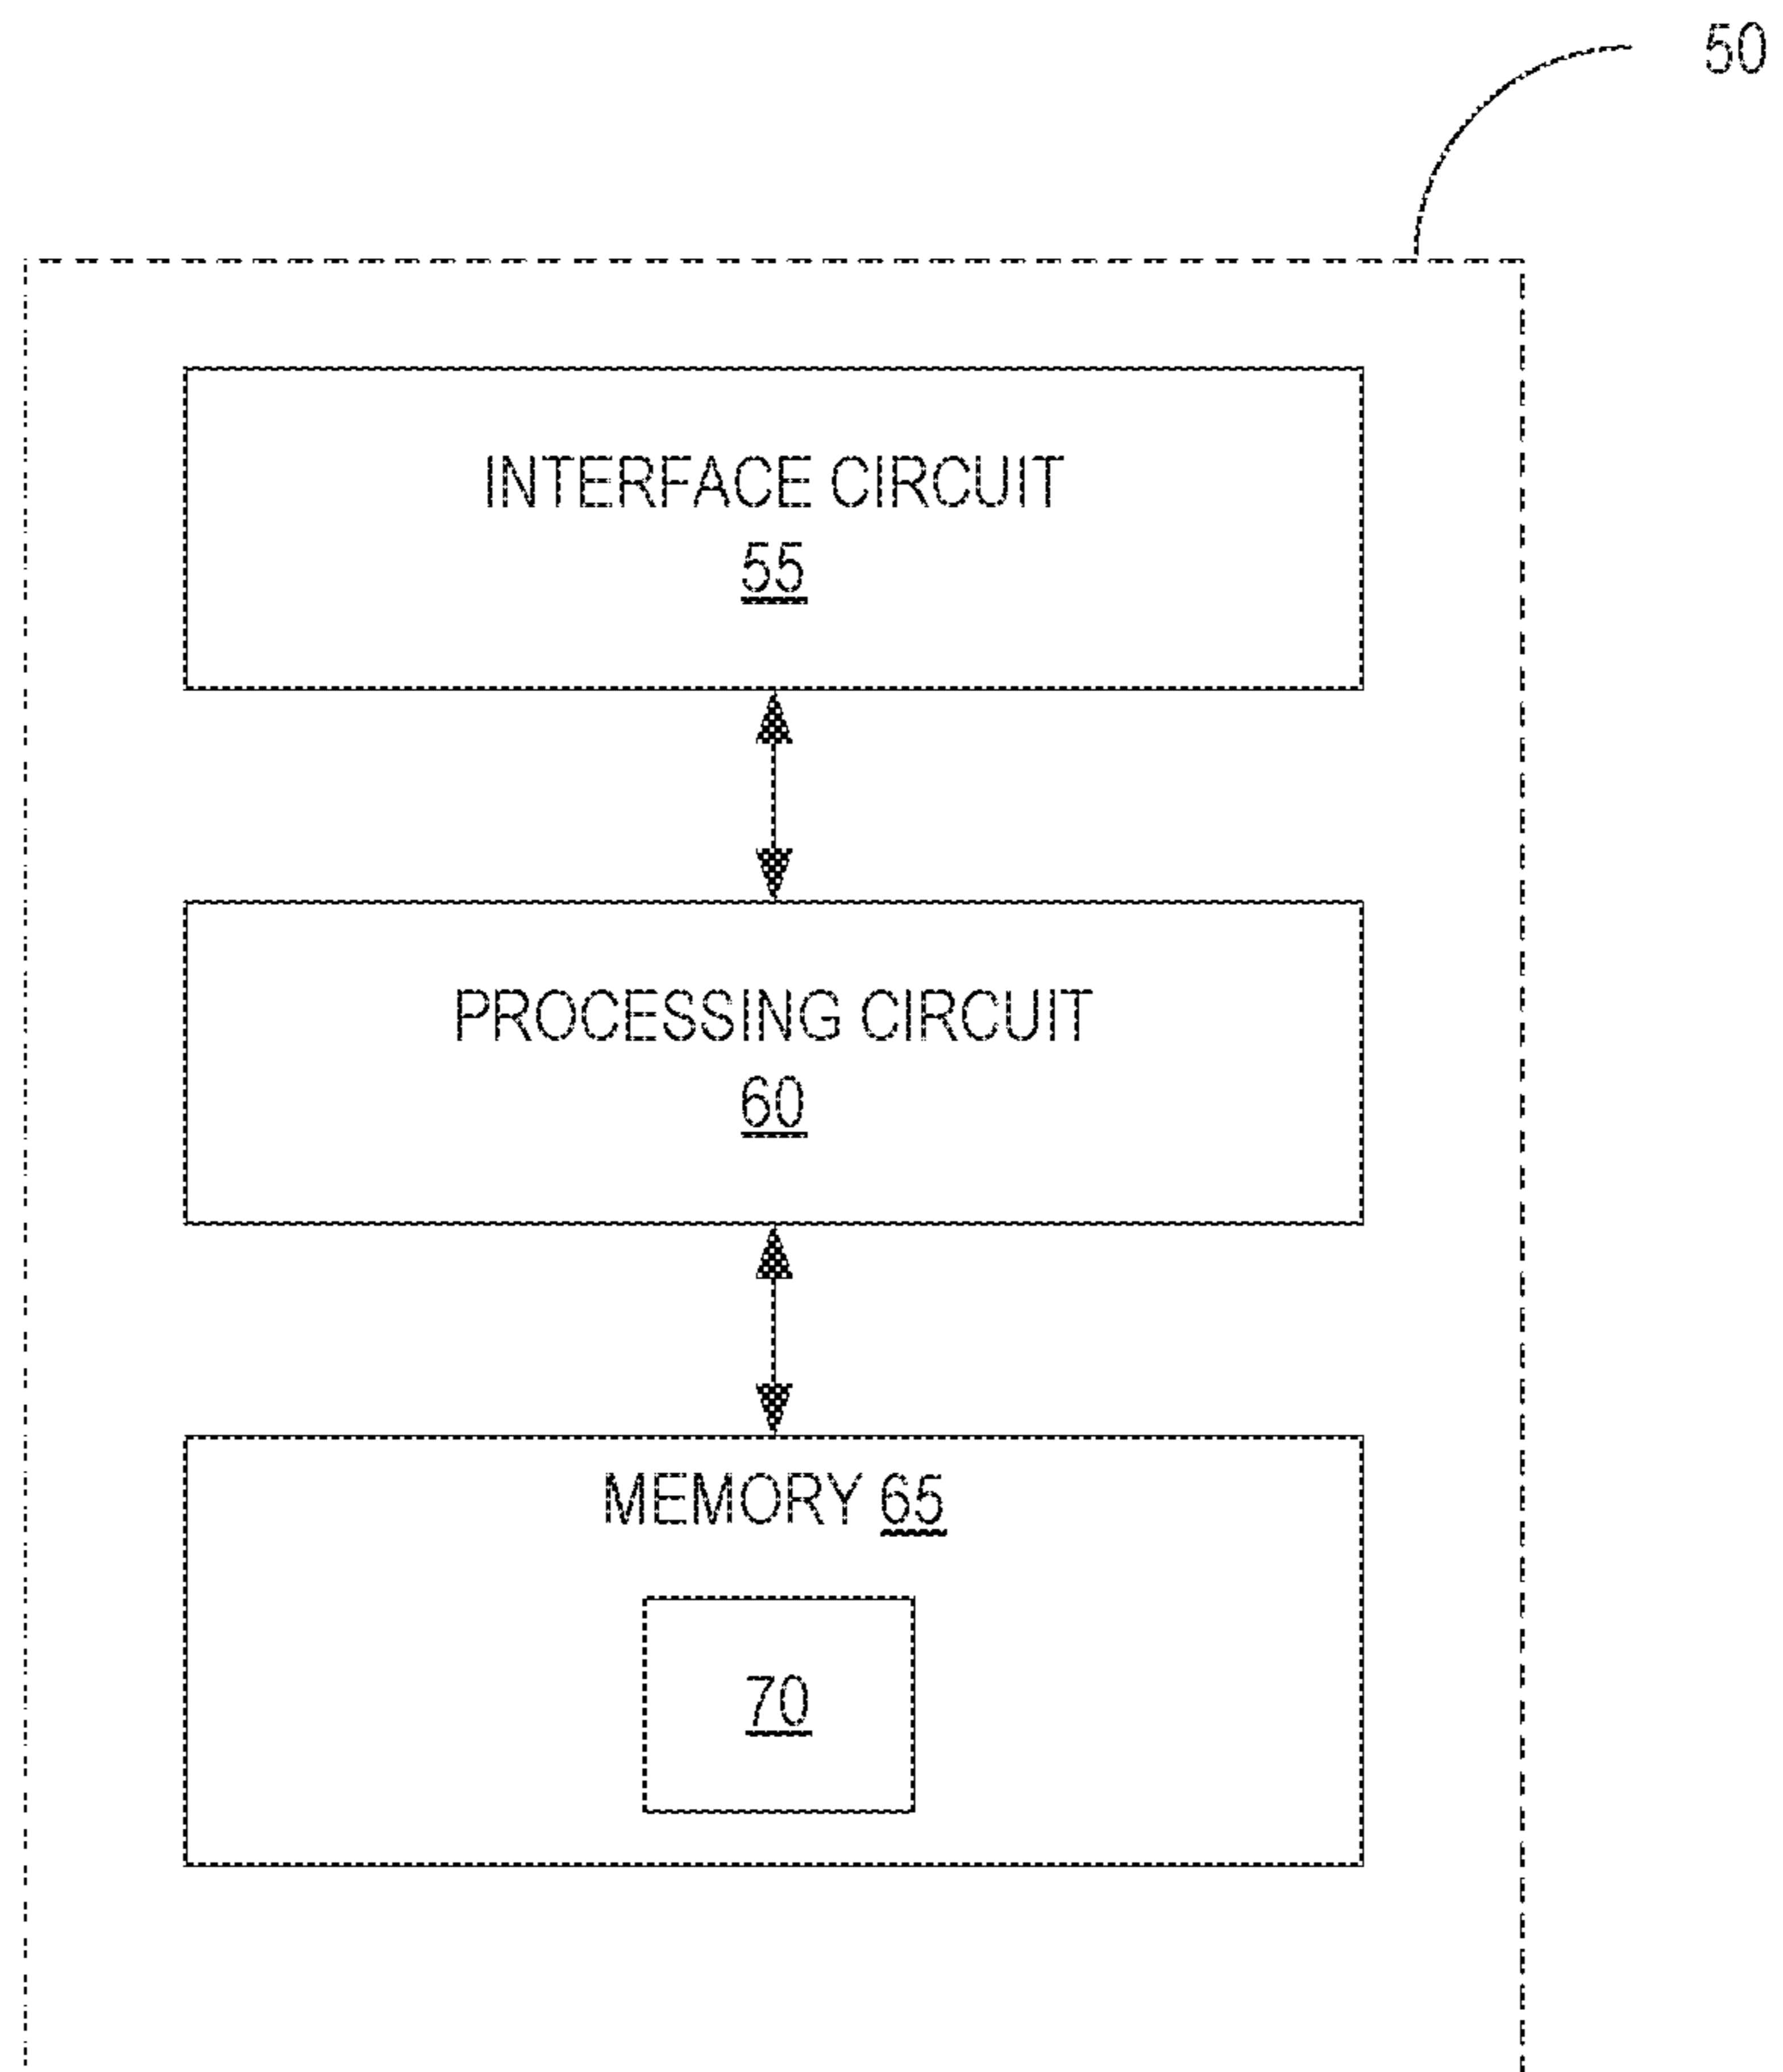 50
INTERFACE CIRCUIT
55
PROCESSING CIRCUIT
60
MEMORY 65
70